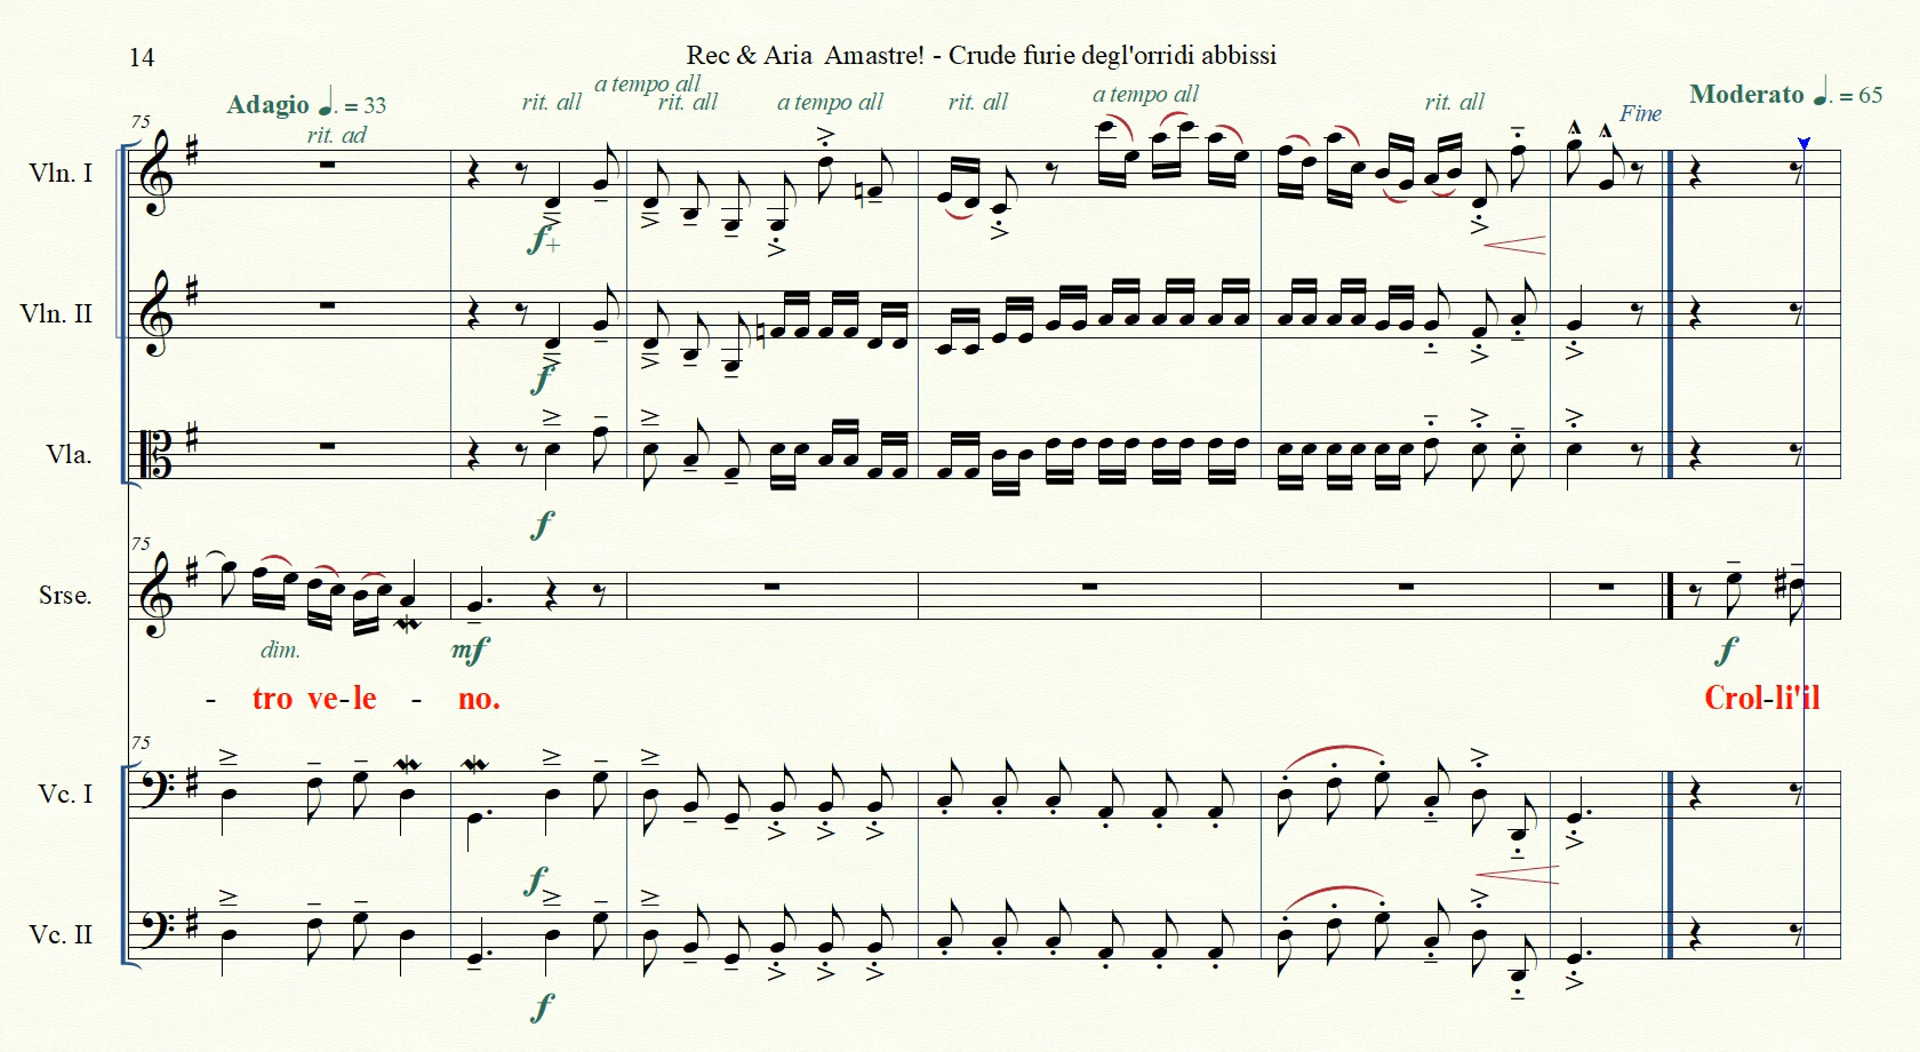 14
Rec & Aria  Amastre! - Crude furie degl'orridi abbissi
a tempo all
Adagio ♩. = 33
rit. all
rit. all
a tempo all
rit. all
a tempo all
rit. all
Fine
Moderato ♩. = 65
75
rit. ad
Vln. I
f+
Vln. II
f
Vla.
f
75
Srse.
dim.
mf
f
- tro ve-le - no.
Crol-li'il
75
Vc. I
f
Vc. II
f